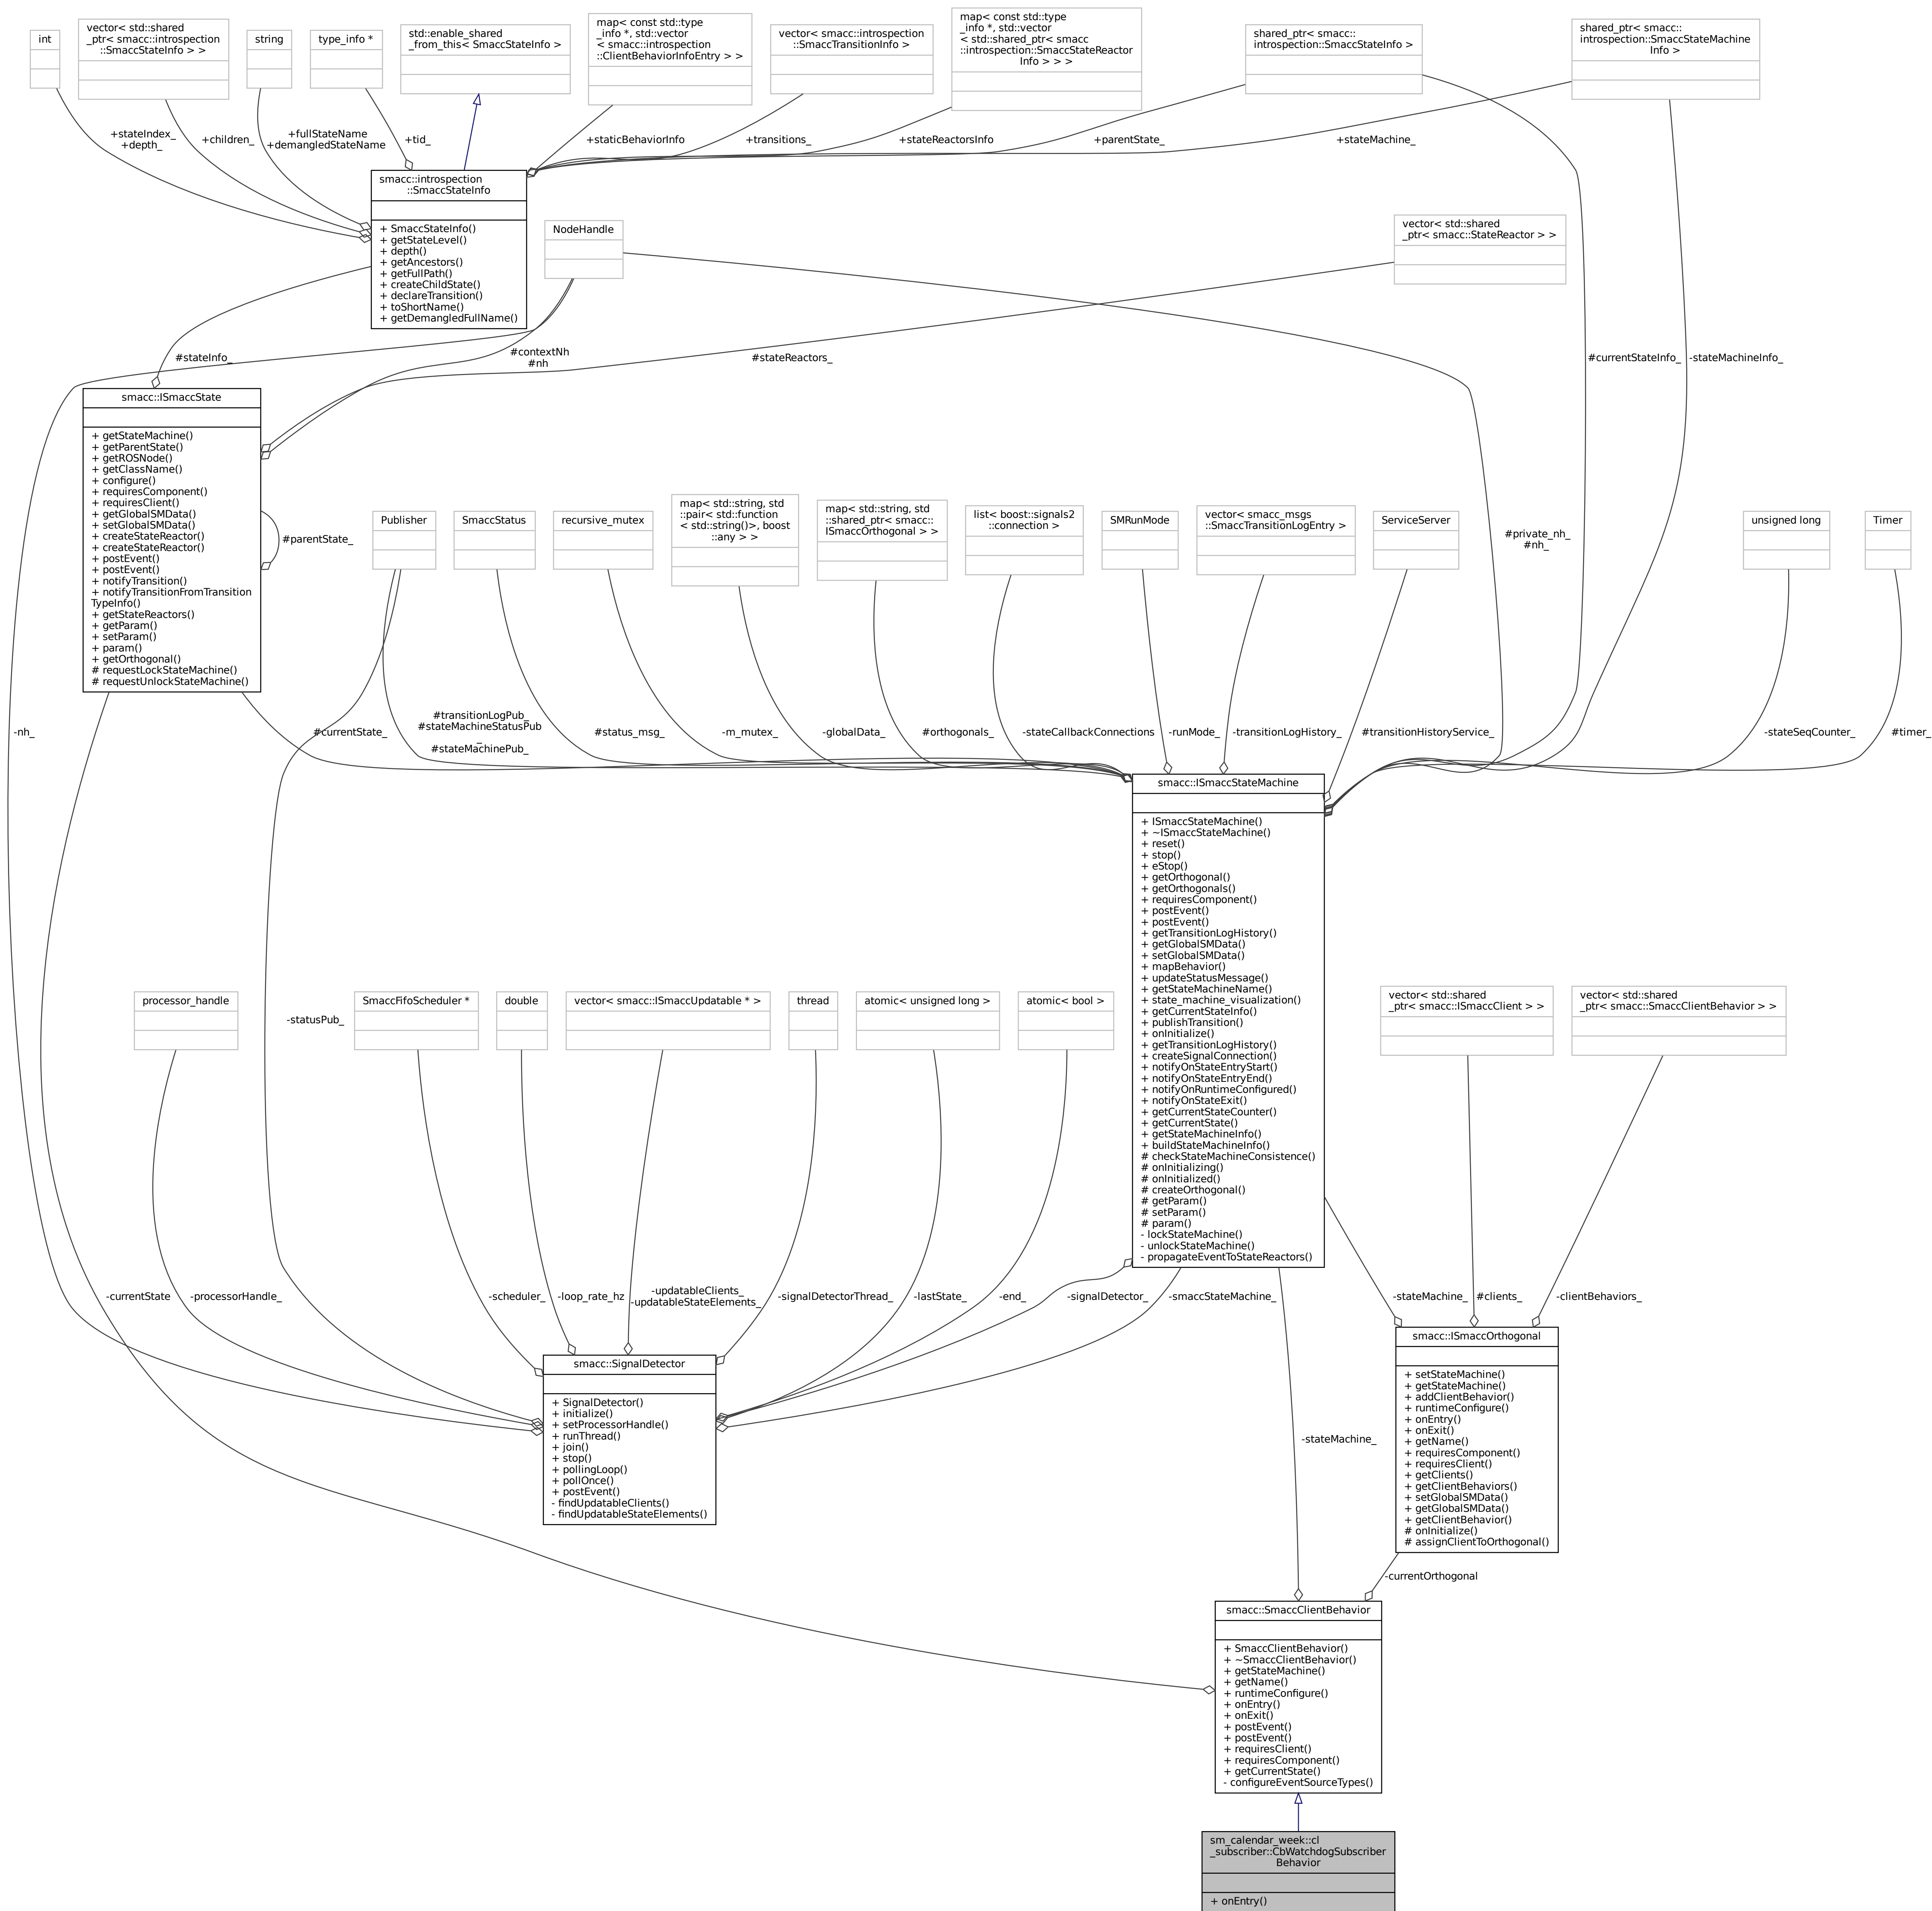 int
vector< std::shared
_ptr< smacc::introspection
::SmaccStateInfo > >
string
type_info *
std::enable_shared
_from_this< SmaccStateInfo >
map< const std::type
_info *, std::vector
< smacc::introspection
::ClientBehaviorInfoEntry > >
vector< smacc::introspection
::SmaccTransitionInfo >
map< const std::type
_info *, std::vector
< std::shared_ptr< smacc
::introspection::SmaccStateReactor
Info > > >
shared_ptr< smacc::
introspection::SmaccStateInfo >
shared_ptr< smacc::
introspection::SmaccStateMachine
Info >
+stateIndex_
+depth_
+children_
+fullStateName
+demangledStateName
+tid_
+staticBehaviorInfo
+transitions_
+stateReactorsInfo
+parentState_
+stateMachine_
smacc::introspection
::SmaccStateInfo
+ SmaccStateInfo()
+ getStateLevel()
+ depth()
+ getAncestors()
+ getFullPath()
+ createChildState()
+ declareTransition()
+ toShortName()
+ getDemangledFullName()
NodeHandle
vector< std::shared
_ptr< smacc::StateReactor > >
#stateInfo_
#contextNh
#nh
#stateReactors_
#currentStateInfo_
-stateMachineInfo_
smacc::ISmaccState
+ getStateMachine()
+ getParentState()
+ getROSNode()
+ getClassName()
+ configure()
+ requiresComponent()
+ requiresClient()
+ getGlobalSMData()
+ setGlobalSMData()
+ createStateReactor()
+ createStateReactor()
+ postEvent()
+ postEvent()
+ notifyTransition()
+ notifyTransitionFromTransition
TypeInfo()
+ getStateReactors()
+ getParam()
+ setParam()
+ param()
+ getOrthogonal()
# requestLockStateMachine()
# requestUnlockStateMachine()
#parentState_
Publisher
SmaccStatus
recursive_mutex
map< std::string, std
::pair< std::function
< std::string()>, boost
::any > >
map< std::string, std
::shared_ptr< smacc::
ISmaccOrthogonal > >
list< boost::signals2
::connection >
SMRunMode
vector< smacc_msgs
::SmaccTransitionLogEntry >
ServiceServer
#private_nh_
#nh_
unsigned long
Timer
-nh_
#currentState_
#transitionLogPub_
#stateMachineStatusPub
_
#stateMachinePub_
#status_msg_
-m_mutex_
-globalData_
#orthogonals_
-stateCallbackConnections
-runMode_
-transitionLogHistory_
#transitionHistoryService_
-stateSeqCounter_
#timer_
smacc::ISmaccStateMachine
+ ISmaccStateMachine()
+ ~ISmaccStateMachine()
+ reset()
+ stop()
+ eStop()
+ getOrthogonal()
+ getOrthogonals()
+ requiresComponent()
+ postEvent()
+ postEvent()
+ getTransitionLogHistory()
+ getGlobalSMData()
+ setGlobalSMData()
+ mapBehavior()
+ updateStatusMessage()
+ getStateMachineName()
+ state_machine_visualization()
+ getCurrentStateInfo()
+ publishTransition()
+ onInitialize()
+ getTransitionLogHistory()
+ createSignalConnection()
+ notifyOnStateEntryStart()
+ notifyOnStateEntryEnd()
+ notifyOnRuntimeConfigured()
+ notifyOnStateExit()
+ getCurrentStateCounter()
+ getCurrentState()
+ getStateMachineInfo()
+ buildStateMachineInfo()
# checkStateMachineConsistence()
# onInitializing()
# onInitialized()
# createOrthogonal()
# getParam()
# setParam()
# param()
- lockStateMachine()
- unlockStateMachine()
- propagateEventToStateReactors()
processor_handle
-statusPub_
SmaccFifoScheduler *
double
vector< smacc::ISmaccUpdatable * >
thread
atomic< unsigned long >
atomic< bool >
vector< std::shared
_ptr< smacc::ISmaccClient > >
vector< std::shared
_ptr< smacc::SmaccClientBehavior > >
-currentState
-processorHandle_
-scheduler_
-loop_rate_hz
-updatableClients_
-updatableStateElements_
-signalDetectorThread_
-lastState_
-end_
-signalDetector_
-smaccStateMachine_
-stateMachine_
#clients_
-clientBehaviors_
smacc::SignalDetector
+ SignalDetector()
+ initialize()
+ setProcessorHandle()
+ runThread()
+ join()
+ stop()
+ pollingLoop()
+ pollOnce()
+ postEvent()
- findUpdatableClients()
- findUpdatableStateElements()
-stateMachine_
smacc::ISmaccOrthogonal
+ setStateMachine()
+ getStateMachine()
+ addClientBehavior()
+ runtimeConfigure()
+ onEntry()
+ onExit()
+ getName()
+ requiresComponent()
+ requiresClient()
+ getClients()
+ getClientBehaviors()
+ setGlobalSMData()
+ getGlobalSMData()
+ getClientBehavior()
# onInitialize()
# assignClientToOrthogonal()
-currentOrthogonal
smacc::SmaccClientBehavior
+ SmaccClientBehavior()
+ ~SmaccClientBehavior()
+ getStateMachine()
+ getName()
+ runtimeConfigure()
+ onEntry()
+ onExit()
+ postEvent()
+ postEvent()
+ requiresClient()
+ requiresComponent()
+ getCurrentState()
- configureEventSourceTypes()
sm_calendar_week::cl
_subscriber::CbWatchdogSubscriber
Behavior
+ onEntry()